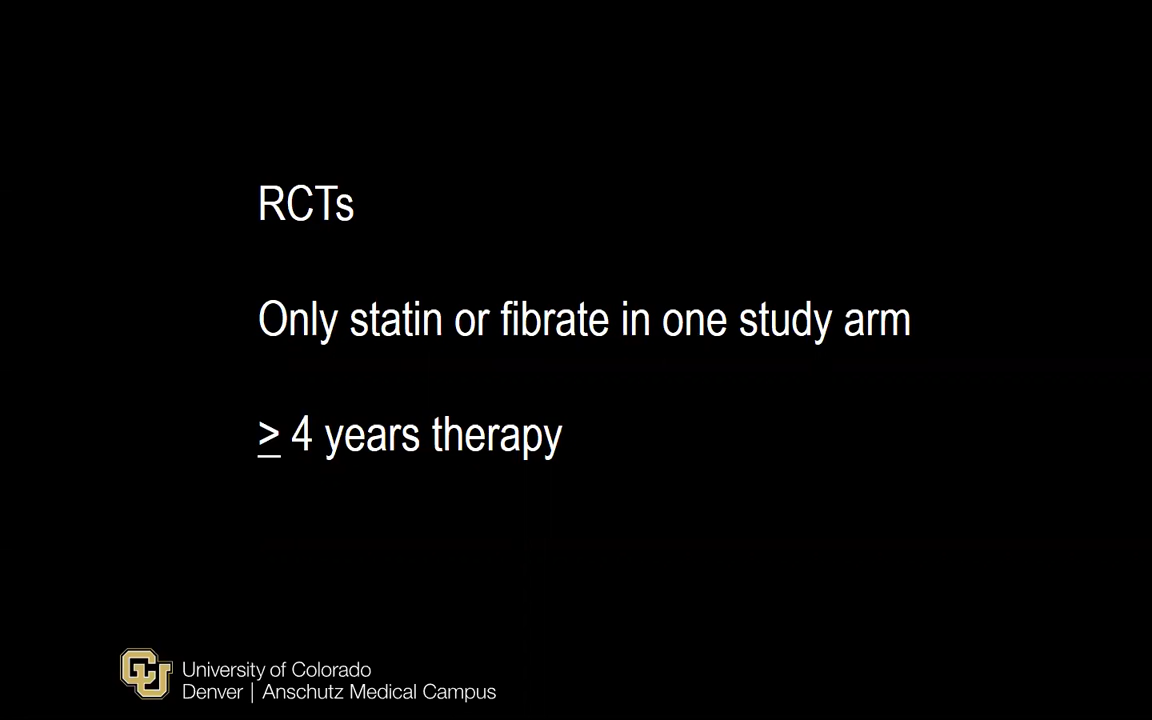 RCTs
Only statin or fibrate in one study arm
≥ 4 years therapy
CU
University of Colorado
Denver | Anschutz Medical Campus